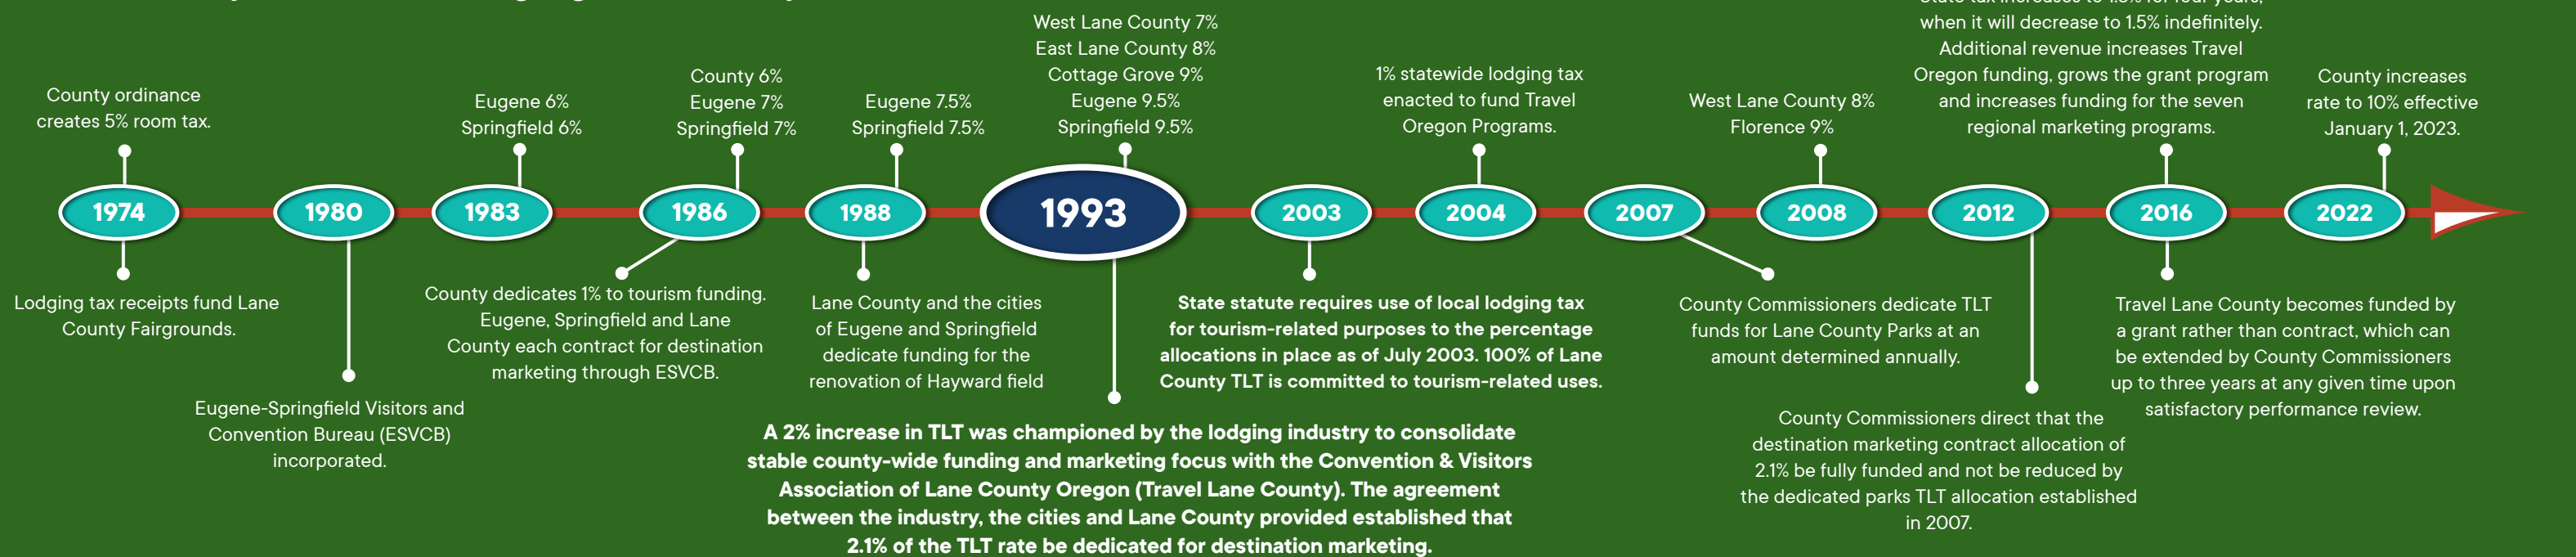 West Lane County 7%
East Lane County 8%
Cottage Grove 9%
Eugene 9.5%
Springfield 9.5%
when it will decrease to 1.5% indefinitely.
Additional revenue increases Travel
Oregon funding, grows the grant program
and increases funding for the seven
regional marketing programs.
County ordinance
creates 5% room tax.
Eugene 6%
Springfield 6%
County 6%
Eugene 7%
Springfield 7%
Eugene 7.5%
Springfield 7.5%
1% statewide lodging tax
enacted to fund Travel
Oregon Programs.
West Lane County 8%
Florence 9%
County increases
rate to 10% effective
January 1, 2023.
1974
1980
1983
1986
1988
1993
2003
2004
2007
2008
2012
2016
2022
Lodging tax receipts fund Lane
County Fairgrounds.
Eugene-Springfield Visitors and
Convention Bureau (ESVCB)
incorporated.
County dedicates 1% to tourism funding.
Eugene, Springfield and Lane
County each contract for destination
marketing through ESVCB.
Lane County and the cities
of Eugene and Springfield
dedicate funding for the
renovation of Hayward field
A 2% increase in TLT was championed by the lodging industry to consolidate
stable county-wide funding and marketing focus with the Convention & Visitors
Association of Lane County Oregon (Travel Lane County). The agreement
between the industry, the cities and Lane County provided established that
2.1% of the TLT rate be dedicated for destination marketing.
State statute requires use of local lodging tax
for tourism-related purposes to the percentage
allocations in place as of July 2003. 100% of Lane
County TLT is committed to tourism-related uses.
County Commissioners dedicate TLT
funds for Lane County Parks at an
amount determined annually.
County Commissioners direct that the
destination marketing contract allocation of
2.1% be fully funded and not be reduced by
the dedicated parks TLT allocation established
in 2007.
Travel Lane County becomes funded by
a grant rather than contract, which can
be extended by County Commissioners
up to three years at any given time upon
satisfactory performance review.